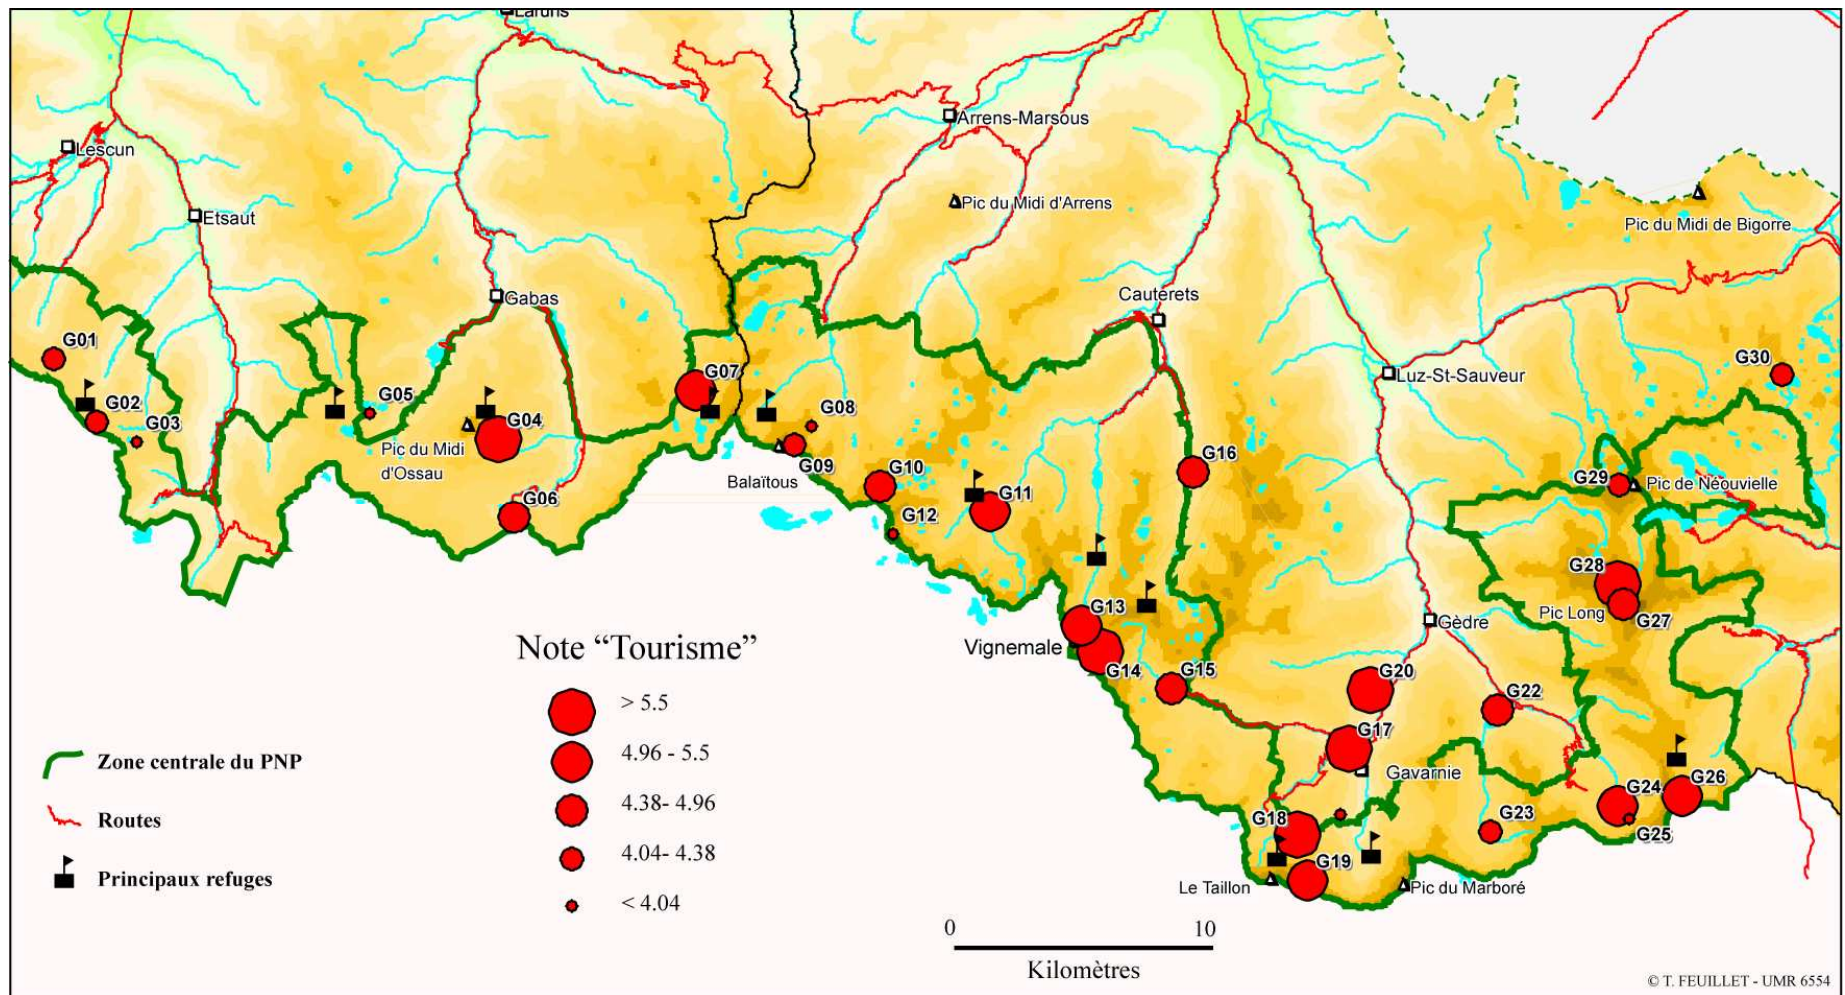 Laruns
Arrens-Marsous
Lescun
Pic du Midi d'Arrens
Etsaut
Pic du Midi de Bigorre
Gabas
Cauterets
G01
G07
G30
Luz-St-Sauveur
G02
G05
G08
G03
G04
Pic du Midi
d'Ossau
G16
G09
G10
Balaïtous
G29
Pic de Néouvielle
G06
G11
G12
G28
G13
Pic Long
G27
Gèdre
Note “Tourisme”
Vignemale
G14
G15
G20
G22
> 5.5
G17
4.96 - 5.5
Zone centrale du PNP
Gavarnie
G24
G26
4.38- 4.96
Routes
G18
G23
G25
4.04- 4.38
G19
Principaux refuges
Le Taillon
Pic du Marboré
< 4.04
0
10
Kilomètres
© T. FEUILLET - UMR 6554